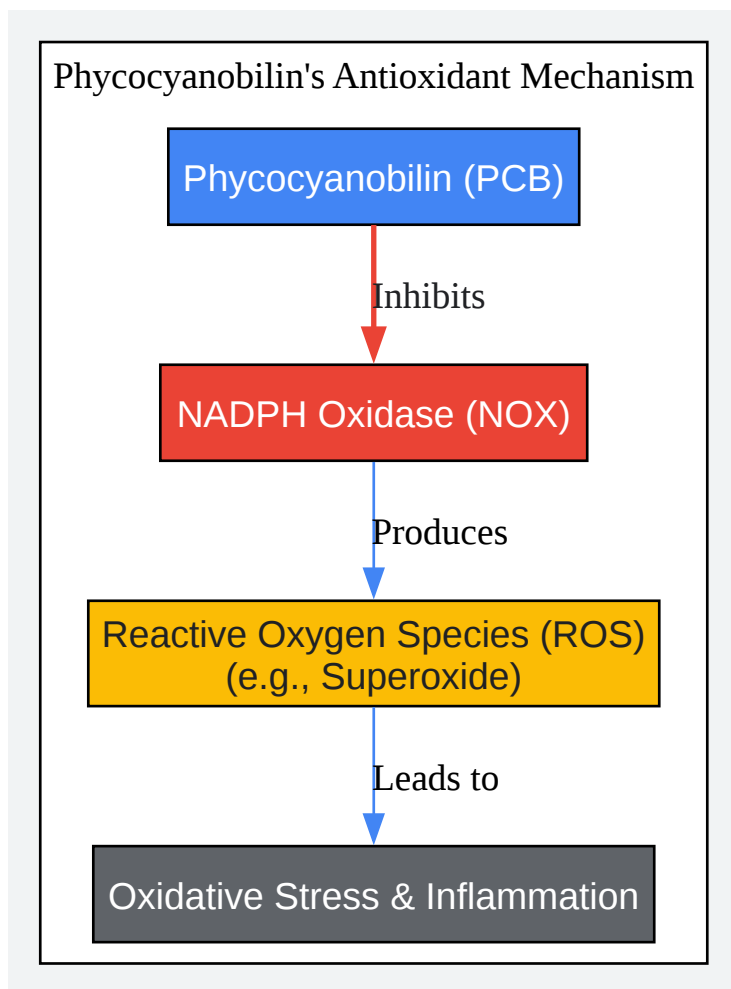 Phycocyanobilin's Antioxidant Mechanism
Phycocyanobilin (PCB)
Inhibits
NADPH Oxidase (NOX)
Produces
Reactive Oxygen Species (ROS)
(e.g., Superoxide)
Leads to
Oxidative Stress & Inflammation